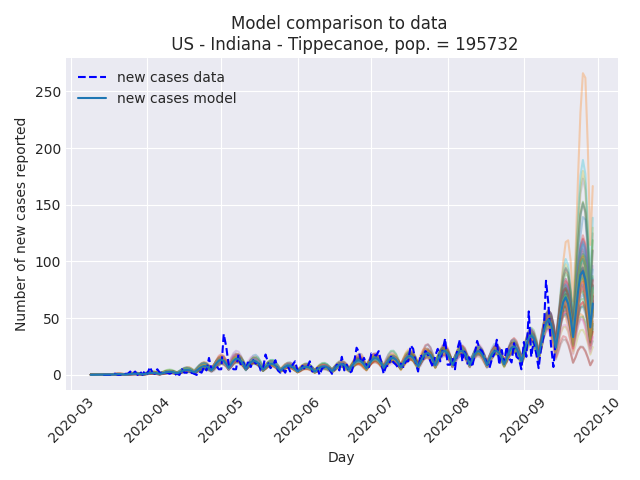 Model comparison to data
US - Indiana - Tippecanoe, pop. = 195732
new cases data
new cases model
Number of new cases reported
250
200
150
100
50
0
2020-03
2020-04
2020-05
2020-06
2020-07
2020-08
2020-09
2020-10
Day